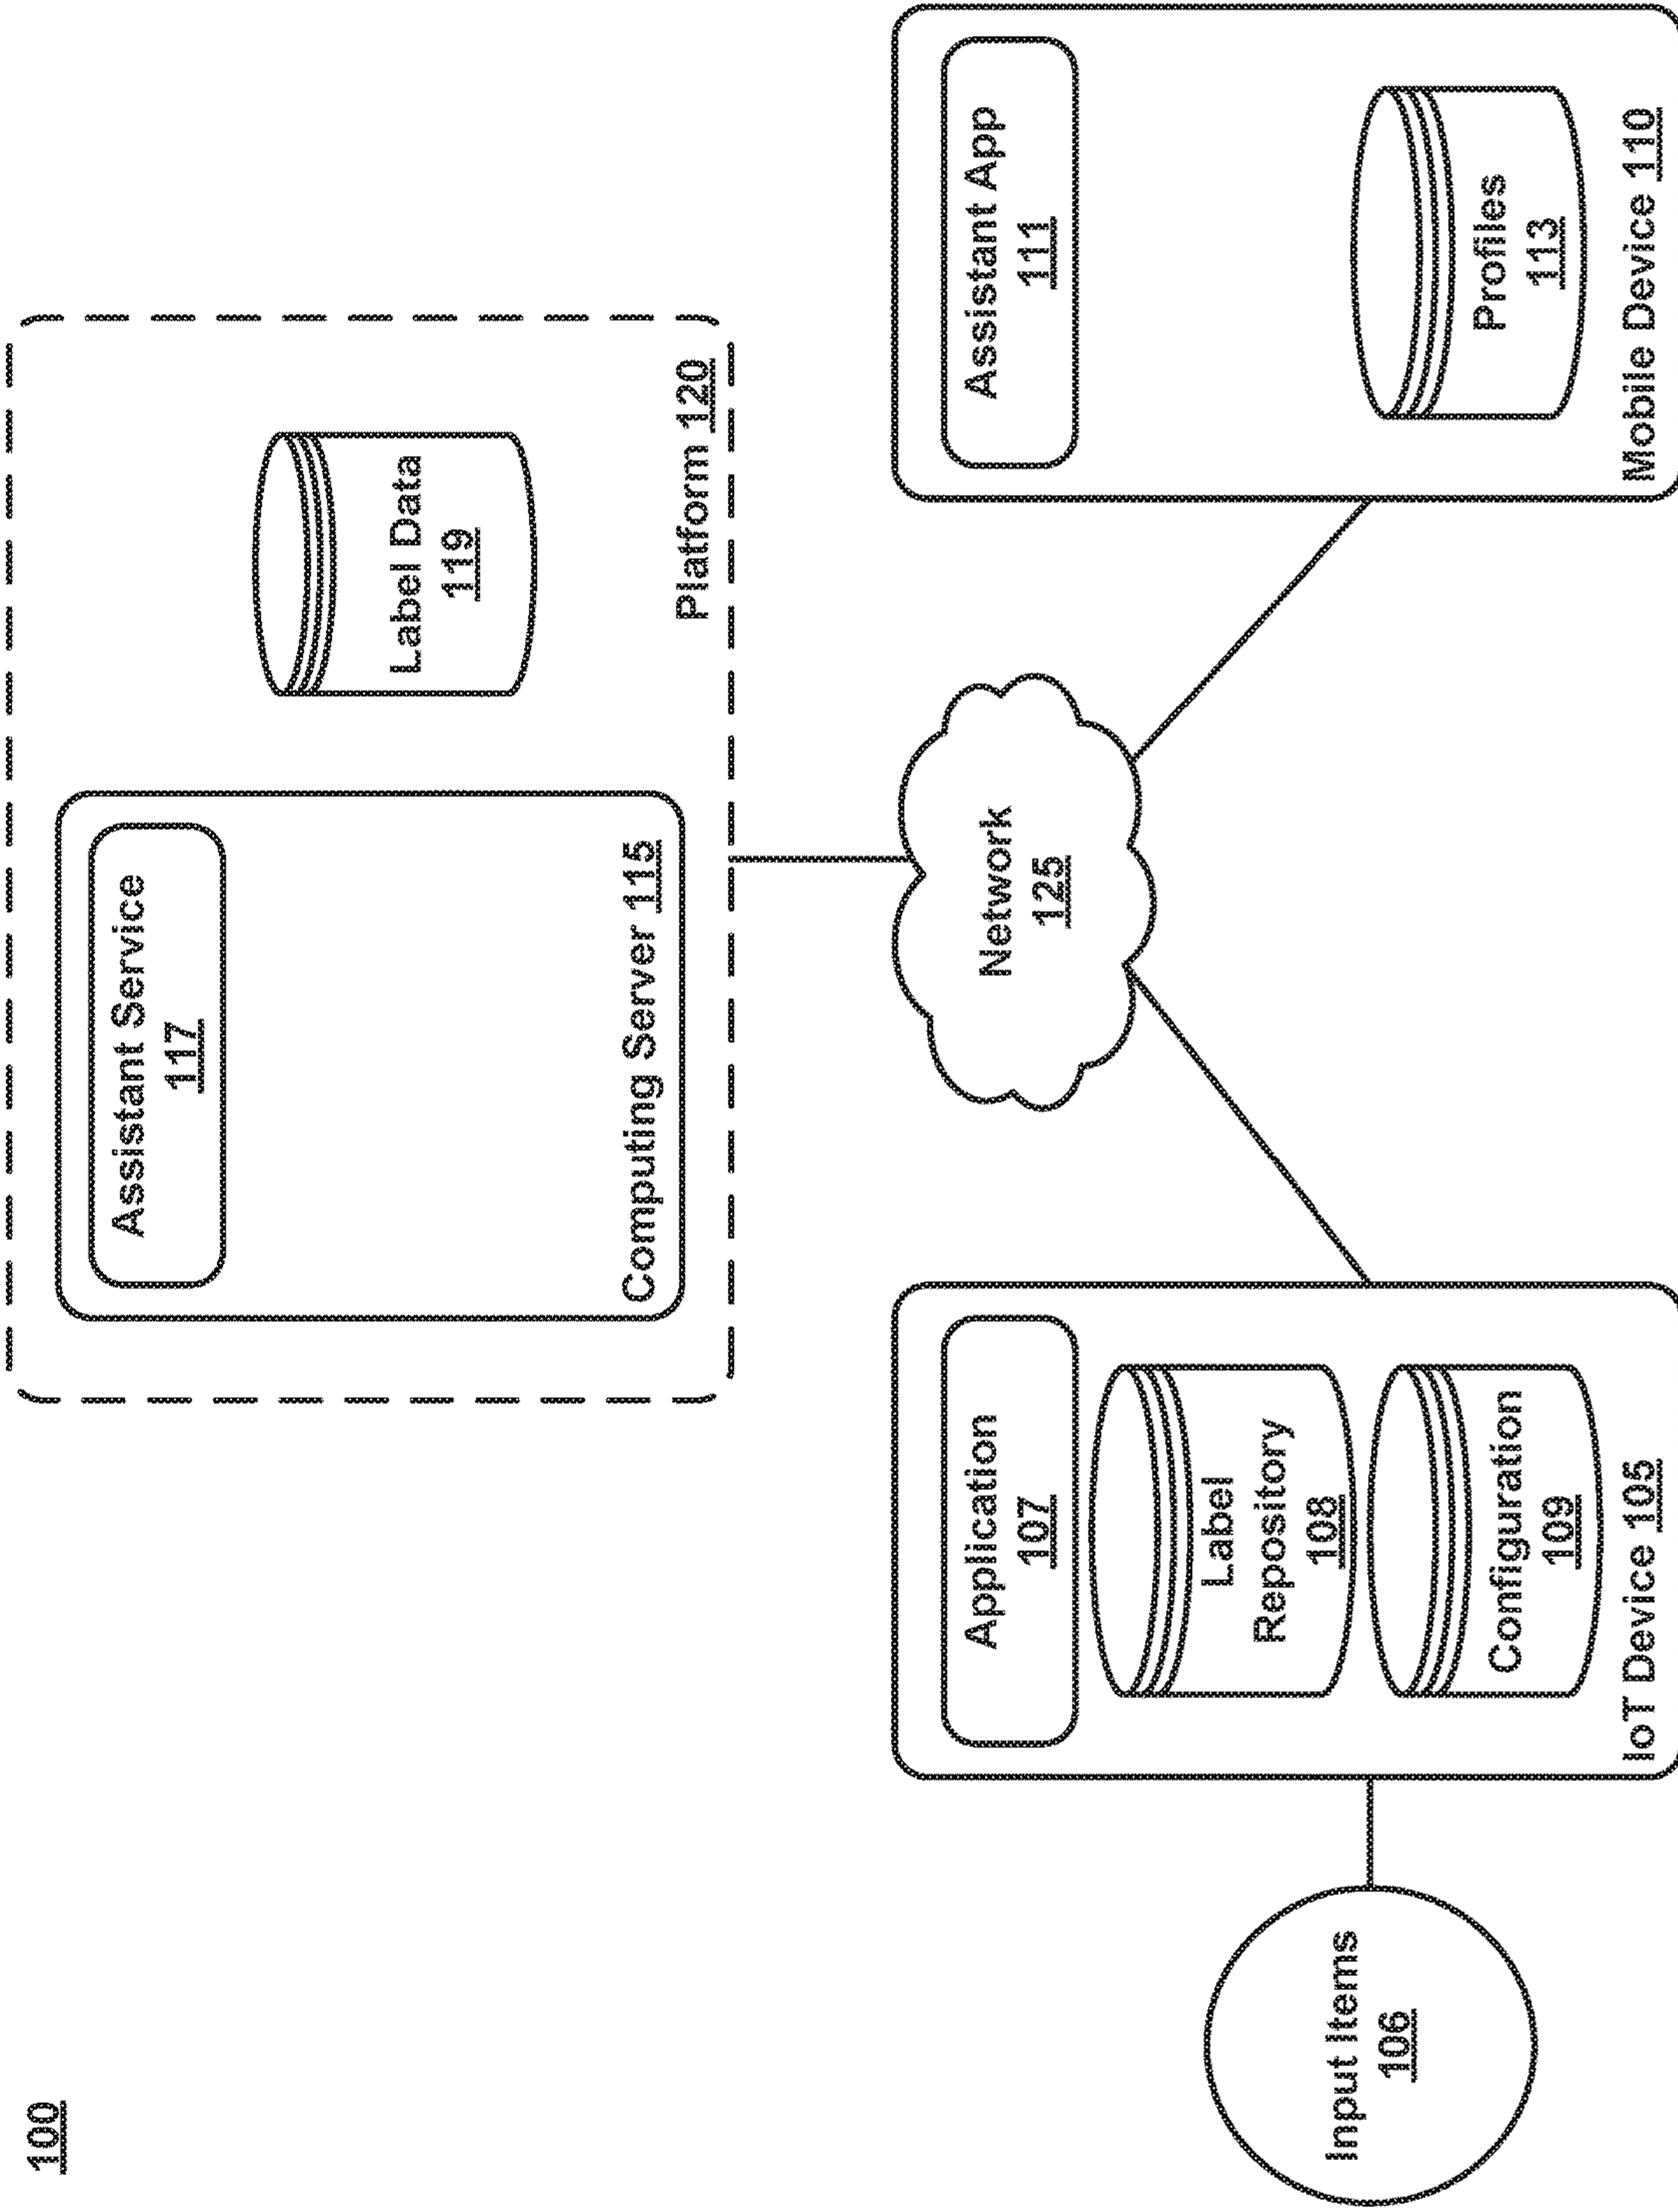 100
Assistant Service
117
Computing Server 115
Label Data
119
Platform 120
Network
125
Input Items
106
Application
107
Label
Repository
108
Configuration
109
IoT Device 105
Assistant App
111
Profiles
113
Mobile Device 110